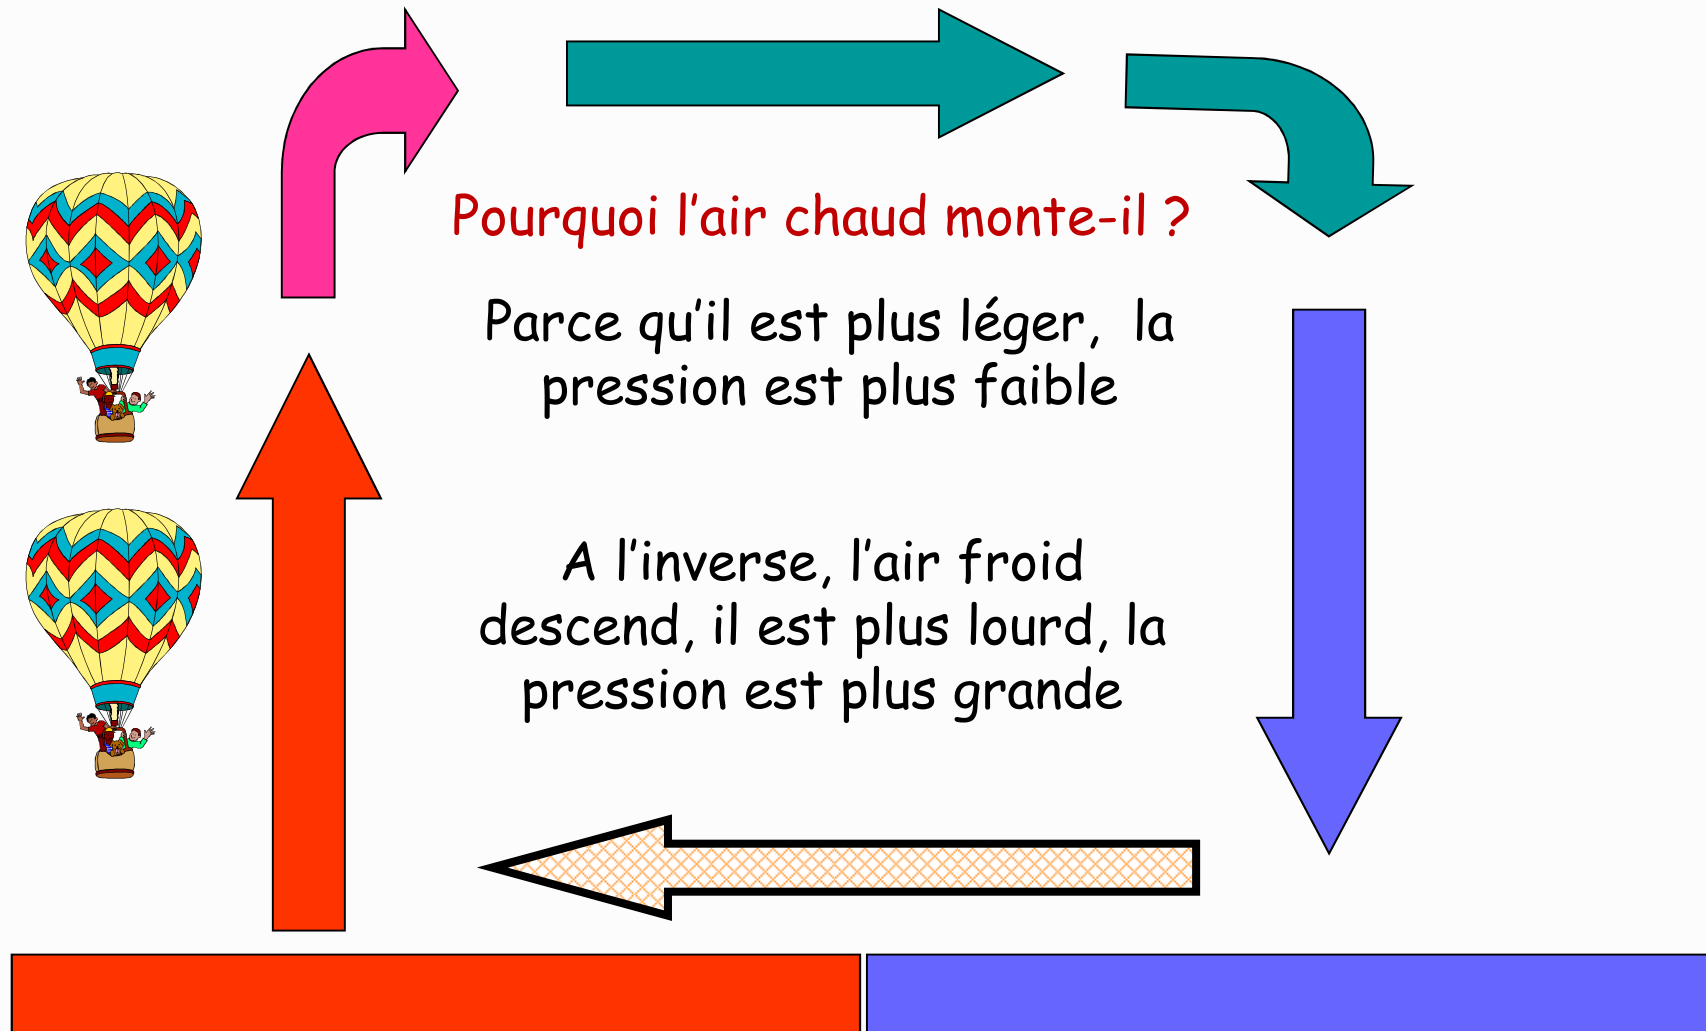 Pourquoi l’air chaud monte-il ?
Parce qu’il est plus léger,  la
pression est plus faible
A l’inverse, l’air froid
descend, il est plus lourd, la
pression est plus grande